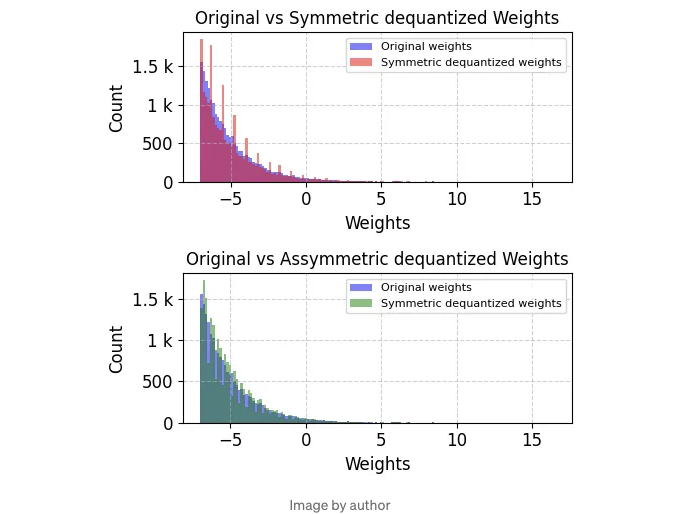 Original vs Symmetric dequantized Weights
Original weights
Symmetric dequantized weights
1.5 k
1 k
500
0
Count
−5
0
5
10
15
Weights
Original vs Assymmetric dequantized Weights
Original weights
Symmetric dequantized weights
1.5 k
1 k
500
0
Count
−5
0
5
10
15
Weights
Image by author